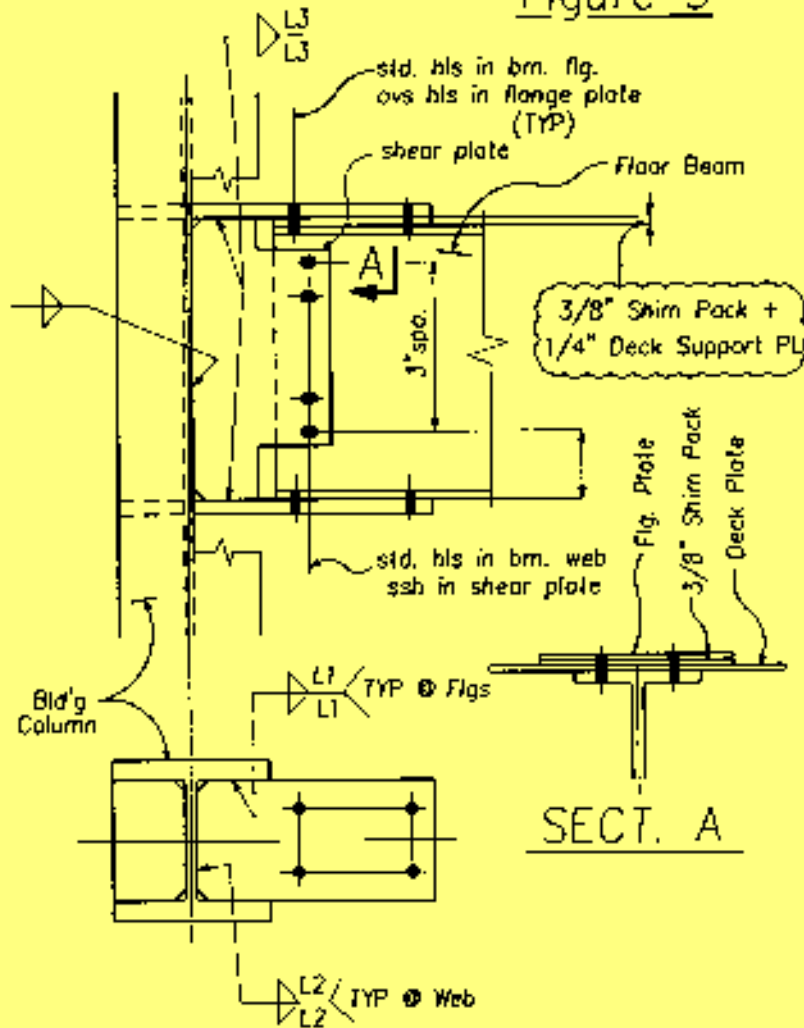 Figure 3
L3
L3
std. hls in bm. flg.
ovs hls in flange plate
(TYP)
shear plate
Floor Beam
A
3/8" Shim Pack +
1/4" Deck Support PL
3" spa.
Flg. Plate
3/8" Shim Pack
Deck Plate
std. hls in bm. web
ssh in shear plate
L1
L1
TYP @ Flgs
Bld'g
Column
SECT. A
L2
L2
TYP @ Web